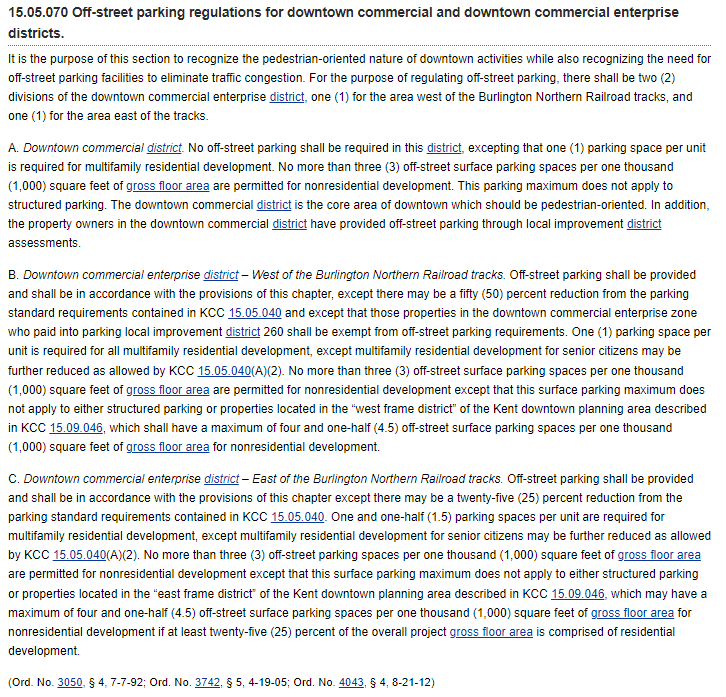 15.05.070 Off-street parking regulations for downtown commercial and downtown commercial enterprise
districts.
It is the purpose of this section to recognize the pedestrian-oriented nature of downtown activities while also recognizing the need for
off-street parking facilities to eliminate traffic congestion. For the purpose of regulating off-street parking, there shall be two (2)
divisions of the downtown commercial enterprise district, one (1) for the area west of the Burlington Northern Railroad tracks, and
one (1) for the area east of the tracks.
A. Downtown commercial district. No off-street parking shall be required in this district, excepting that one (1) parking space per unit
is required for multifamily residential development. No more than three (3) off-street surface parking spaces per one thousand
(1,000) square feet of gross floor area are permitted for nonresidential development. This parking maximum does not apply to
structured parking. The downtown commercial district is the core area of downtown which should be pedestrian-oriented. In addition,
the property owners in the downtown commercial district have provided off-street parking through local improvement district
assessments.
B. Downtown commercial enterprise district – West of the Burlington Northern Railroad tracks. Off-street parking shall be provided
and shall be in accordance with the provisions of this chapter, except there may be a fifty (50) percent reduction from the parking
standard requirements contained in KCC 15.05.040 and except that those properties in the downtown commercial enterprise zone
who paid into parking local improvement district 260 shall be exempt from off-street parking requirements. One (1) parking space per
unit is required for all multifamily residential development, except multifamily residential development for senior citizens may be
further reduced as allowed by KCC 15.05.040(A)(2). No more than three (3) off-street surface parking spaces per one thousand
(1,000) square feet of gross floor area are permitted for nonresidential development except that this surface parking maximum does
not apply to either structured parking or properties located in the “west frame district” of the Kent downtown planning area described
in KCC 15.09.046, which shall have a maximum of four and one-half (4.5) off-street surface parking spaces per one thousand
(1,000) square feet of gross floor area for nonresidential development.
C. Downtown commercial enterprise district – East of the Burlington Northern Railroad tracks. Off-street parking shall be provided
and shall be in accordance with the provisions of this chapter except there may be a twenty-five (25) percent reduction from the
parking standard requirements contained in KCC 15.05.040. One and one-half (1.5) parking spaces per unit are required for
multifamily residential development, except multifamily residential development for senior citizens may be further reduced as allowed
by KCC 15.05.040(A)(2). No more than three (3) off-street surface parking spaces per one thousand (1,000) square feet of gross floor area
are permitted for nonresidential development except that this surface parking maximum does not apply to either structured parking
or properties located in the “east frame district” of the Kent downtown planning area described in KCC 15.09.046, which may have a
maximum of four and one-half (4.5) off-street surface parking spaces per one thousand (1,000) square feet of gross floor area for
nonresidential development if at least twenty-five (25) percent of the overall project gross floor area is comprised of residential
development.
(Ord. No. 3050, § 4, 7-7-92; Ord. No. 3742, § 5, 4-19-05; Ord. No. 4043, § 4, 8-21-12)